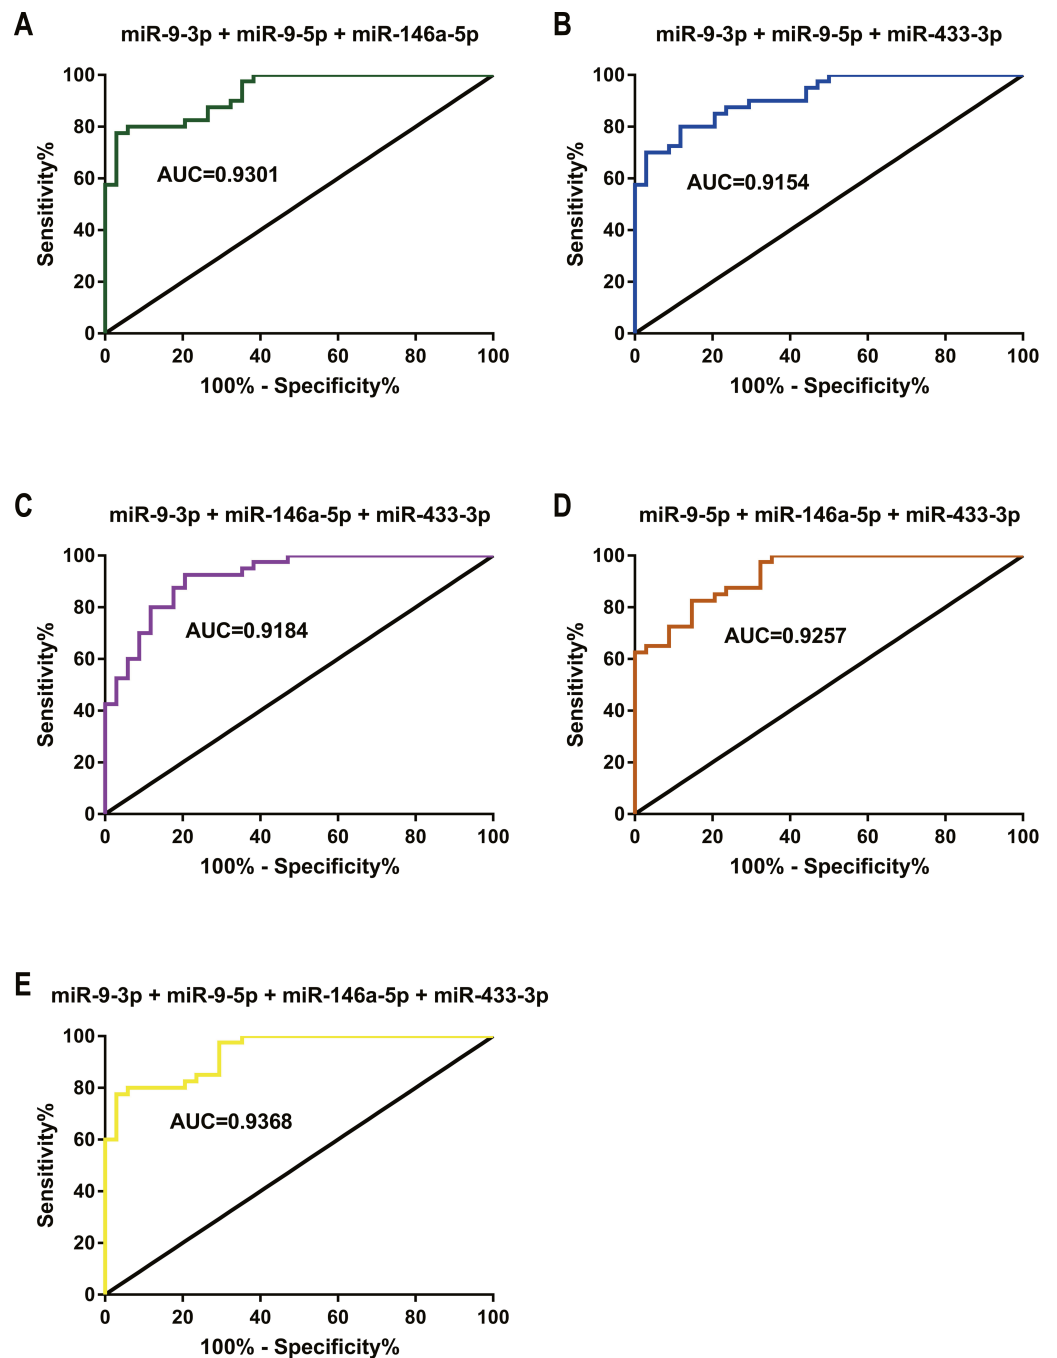 A
miR-9-3p + miR-9-5p + miR-146a-5p
100
80
60
40
20
0
Sensitivity%
AUC=0.9301
0 20 40 60 80 100
100% - Specificity%
B
miR-9-3p + miR-9-5p + miR-433-3p
100
80
60
40
20
0
Sensitivity%
AUC=0.9154
0 20 40 60 80 100
100% - Specificity%
C
miR-9-3p + miR-146a-5p + miR-433-3p
100
80
60
40
20
0
Sensitivity%
AUC=0.9184
0 20 40 60 80 100
100% - Specificity%
D
miR-9-5p + miR-146a-5p + miR-433-3p
100
80
60
40
20
0
Sensitivity%
AUC=0.9257
0 20 40 60 80 100
100% - Specificity%
E
miR-9-3p + miR-9-5p + miR-146a-5p + miR-433-3p
100
80
60
40
20
0
Sensitivity%
AUC=0.9368
0 20 40 60 80 100
100% - Specificity%